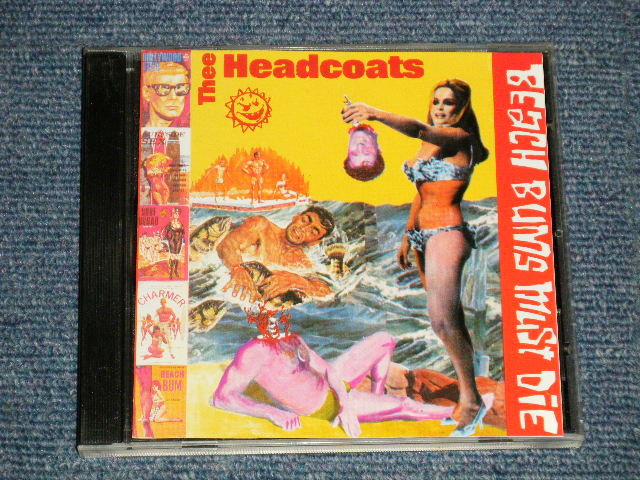 Thee
Headcoats
BEACH BUMS MUST DIE
CHARMER
BEACH
BUM